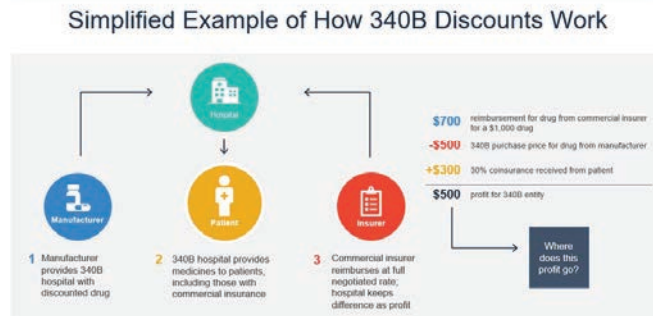 Simplified Example of How 340B Discounts Work
Hospital
Manufacturer
Patient
Insurer
1 Manufacturer
provides 340B
hospital with
discounted drug
2 340B hospital provides
medicines to patients,
including those with
commercial insurance
3 Commercial insurer
reimburses at full
negotiated rate;
hospital keeps
difference as profit
$700 reimbursement for drug from commercial insurer
for a $1,000 drug
-$500 340B purchase price for drug from manufacturer
+$300 30% coinsurance received from patient
$500 profit for 340B entity
Where
does this
profit go?